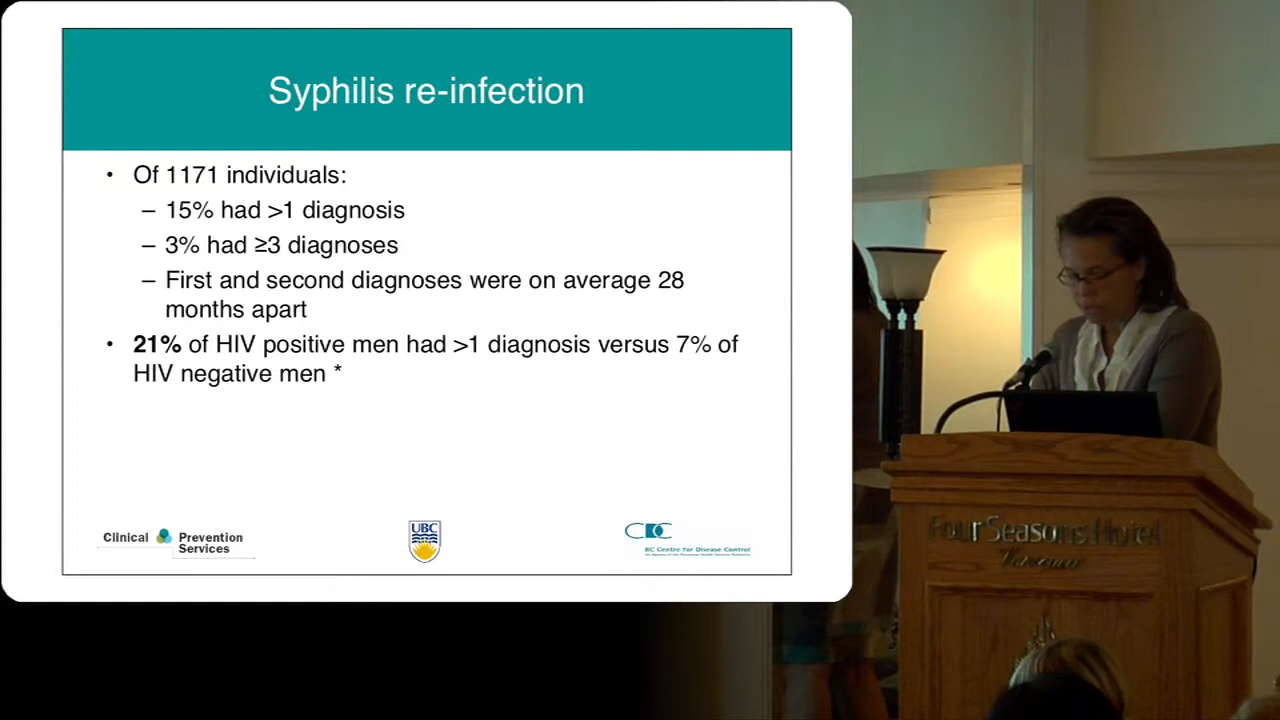 Syphilis re-infection
• Of 1171 individuals:
– 15% had >1 diagnosis
– 3% had ≥3 diagnoses
– First and second diagnoses were on average 28
months apart
• 21% of HIV positive men had >1 diagnosis versus 7% of
HIV negative men *
Clinical Prevention
Services
UBC
CDC
BC Centre for Disease Control
Four Seasons Hotel
Vancouver